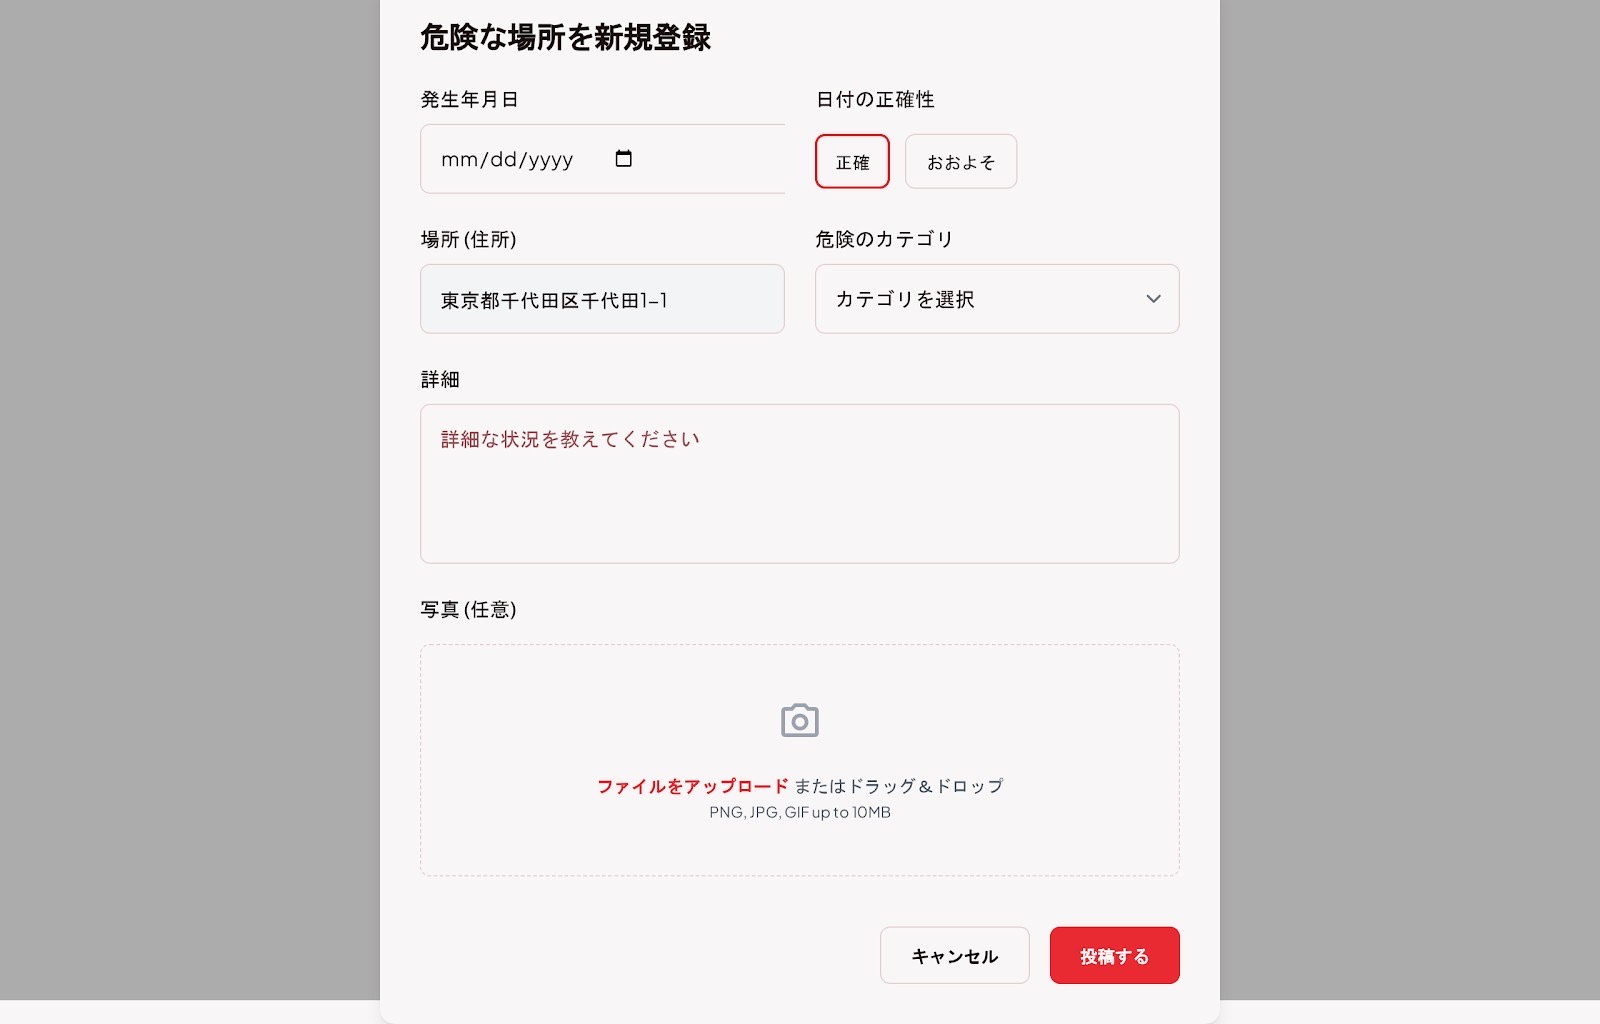 危険な場所を新規登録
発生年月日
日付の正確性
mm/dd/yyyy
正確
おおよそ
場所 (住所)
危険のカテゴリ
東京都千代田区千代田1-1
カテゴリを選択
詳細
詳細な状況を教えてください
写真 (任意)
ファイルをアップロード またはドラッグ＆ドロップ
PNG, JPG, GIF up to 10MB
キャンセル
投稿する